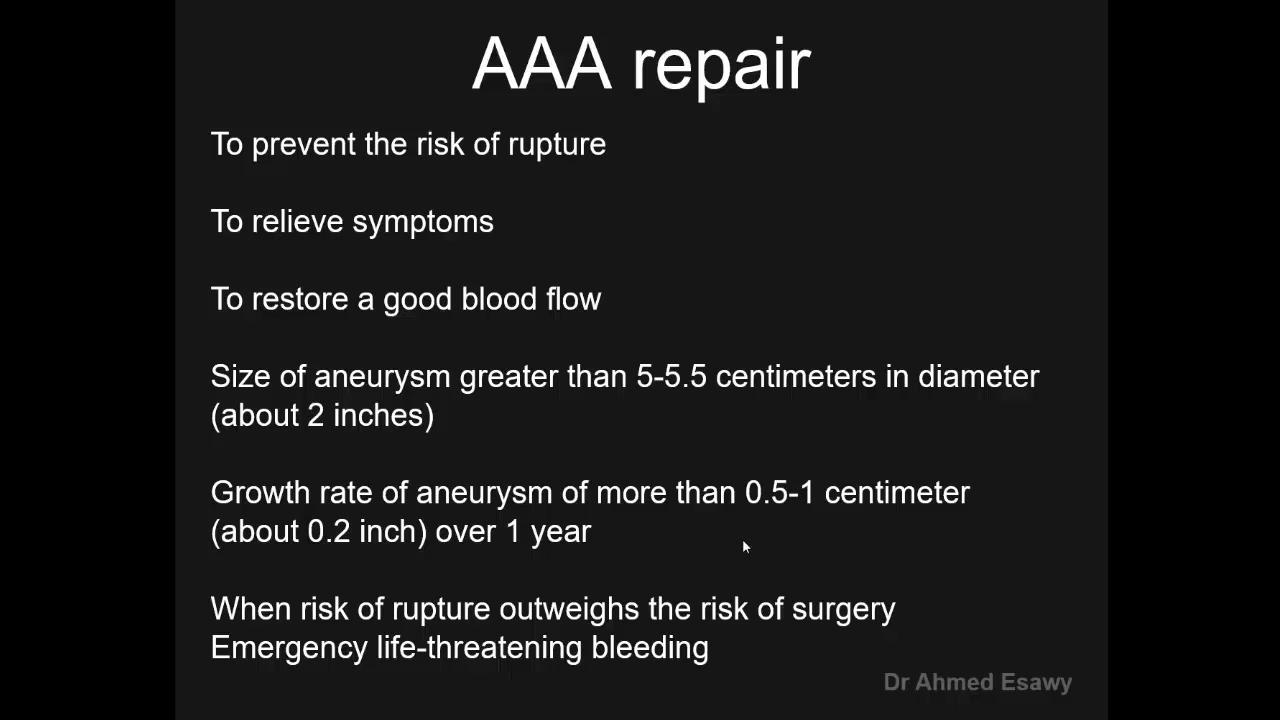 AAA repair
To prevent the risk of rupture
To relieve symptoms
To restore a good blood flow
Size of aneurysm greater than 5-5.5 centimeters in diameter
(about 2 inches)
Growth rate of aneurysm of more than 0.5-1 centimeter
(about 0.2 inch) over 1 year
When risk of rupture outweighs the risk of surgery
Emergency life-threatening bleeding
Dr Ahmed Esawy